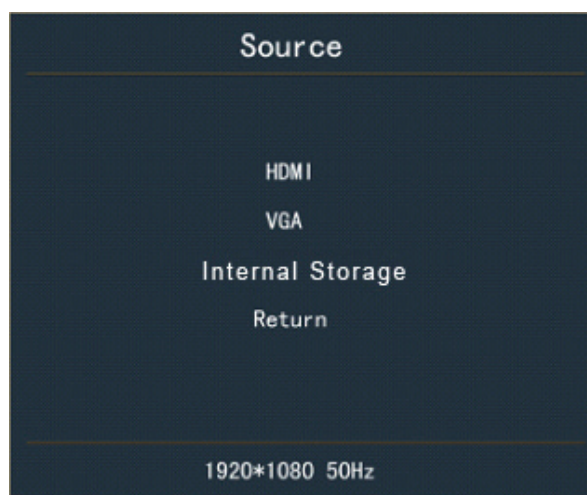 Source
HDMI
VGA
Internal Storage
Return
1920*1080 50Hz